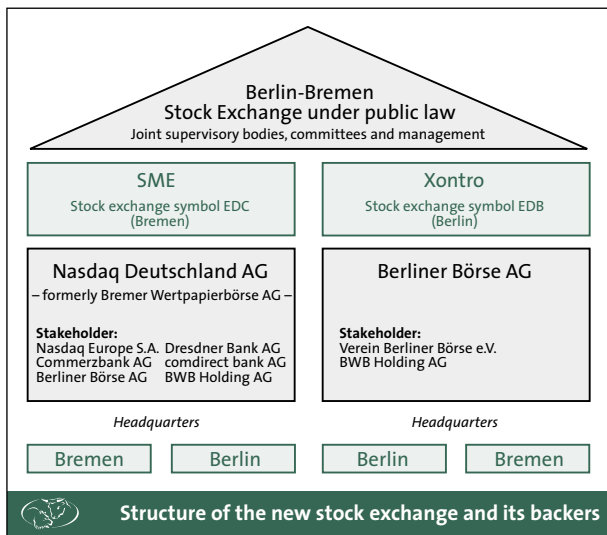 Berlin-Bremen
Stock Exchange under public law
Joint supervisory bodies, committees and management
SME
Stock exchange symbol EDC
(Bremen)
Xontro
Stock exchange symbol EDB
(Berlin)
Nasdaq Deutschland AG
– formerly Bremer Wertpapierbörse AG –
Stakeholder:
Nasdaq Europe S.A. Dresdner Bank AG
Commerzbank AG comdirect bank AG
Berliner Börse AG BWB Holding AG
Berliner Börse AG
Stakeholder:
Verein Berliner Börse e.V.
BWB Holding AG
Headquarters
Headquarters
Bremen
Berlin
Berlin
Bremen
Structure of the new stock exchange and its backers